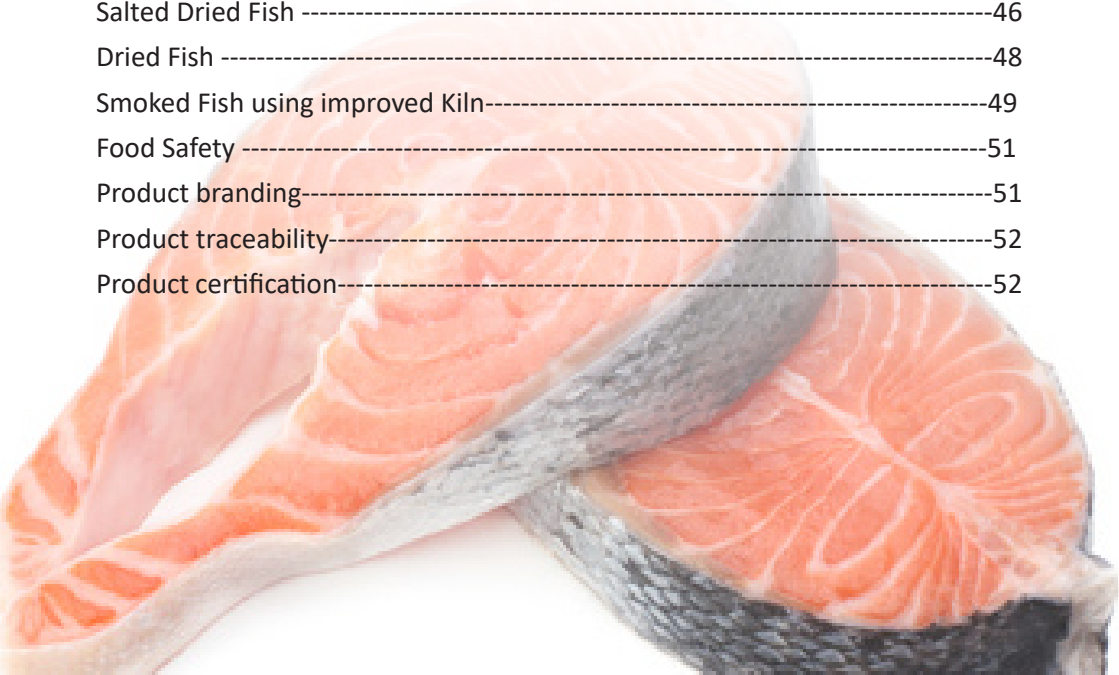 Salted Dried Fish -----------------------------------------------------------------------------46
Dried Fish --------------------------------------------------------------------------------------48
Smoked Fish using improved Kiln--------------------------------------------------------49
Food Safety -----------------------------------------------------------------------------------51
Product branding-----------------------------------------------------------------------------51
Product traceability--------------------------------------------------------------------------52
Product certification-------------------------------------------------------------------------52